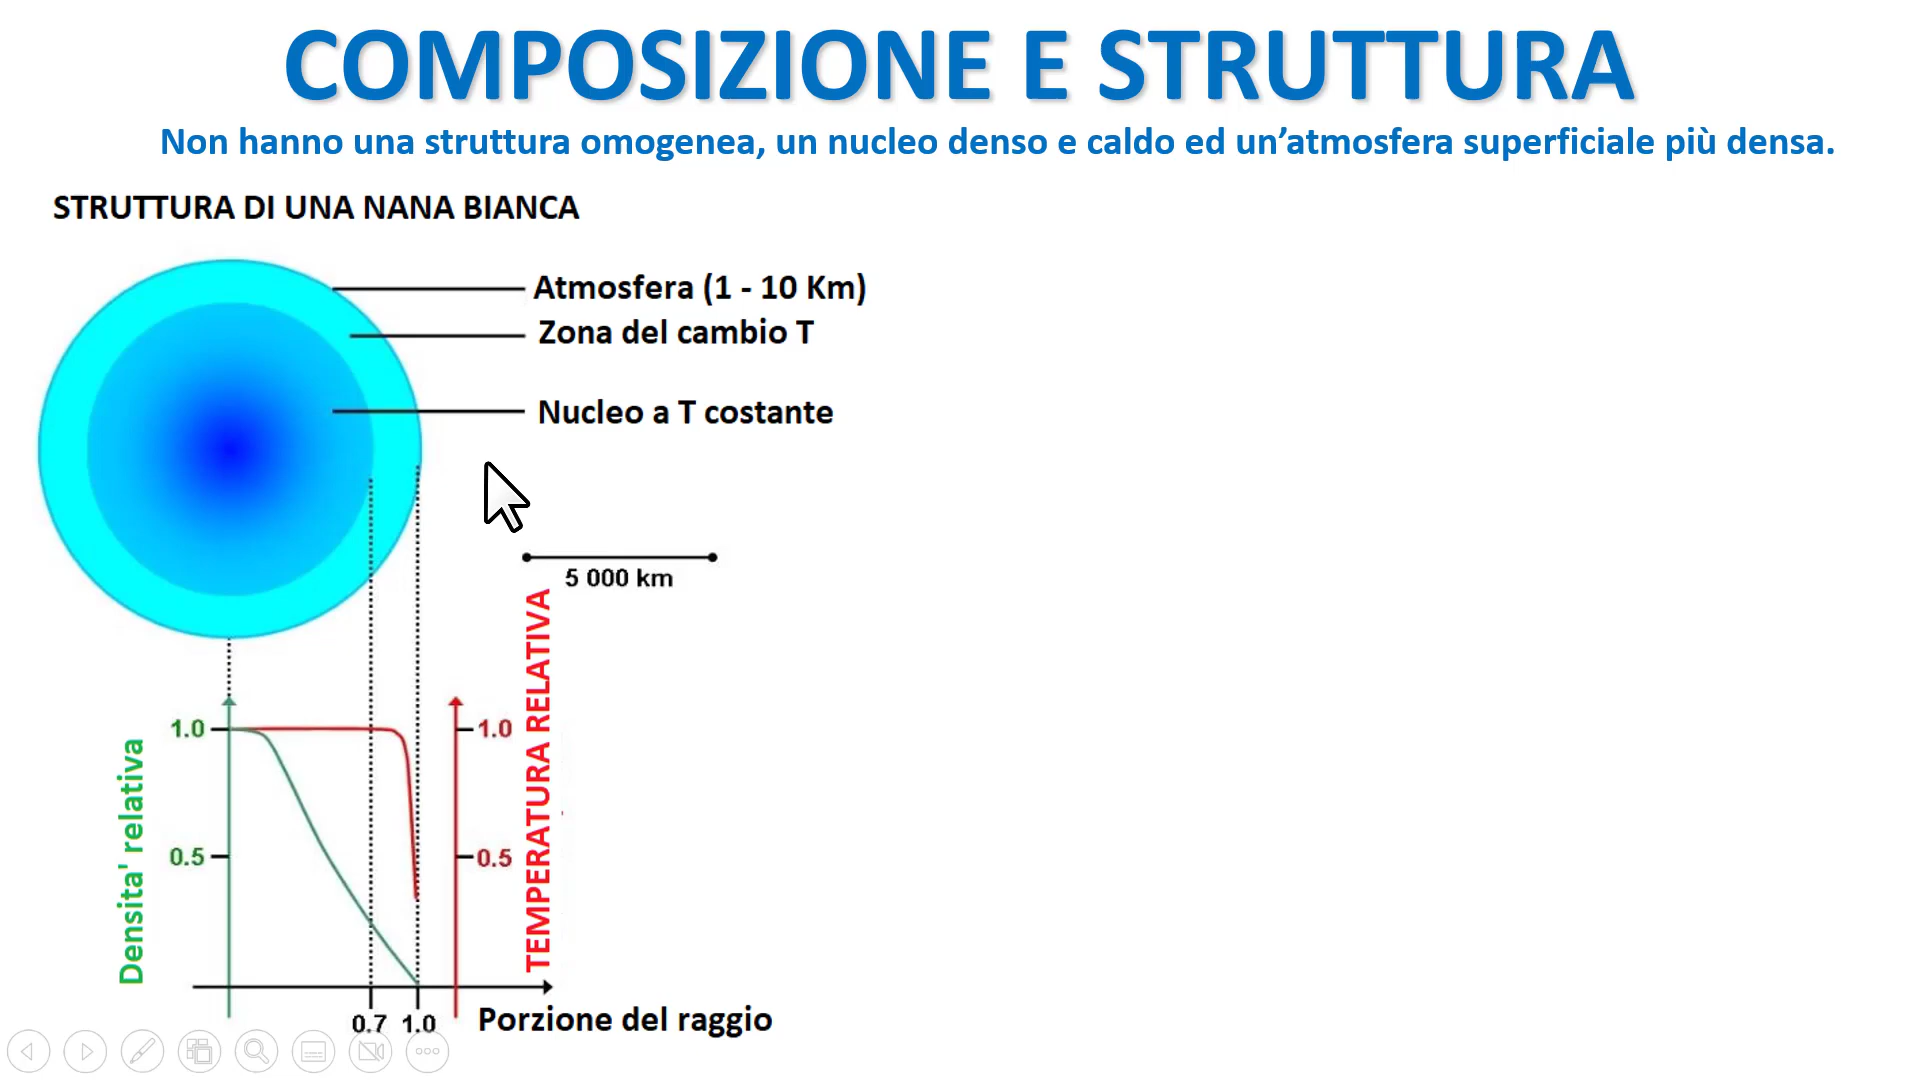 COMPOSIZIONE E STRUTTURA
Non hanno una struttura omogenea, un nucleo denso e caldo ed un’atmosfera superficiale più densa.
STRUTTURA DI UNA NANA BIANCA
Atmosfera (1 - 10 Km)
Zona del cambio T
Nucleo a T costante
5 000 km
Densita' relativa
1.0
0.5
1.0
0.5
TEMPERATURA RELATIVA
0.7 1.0
Porzione del raggio